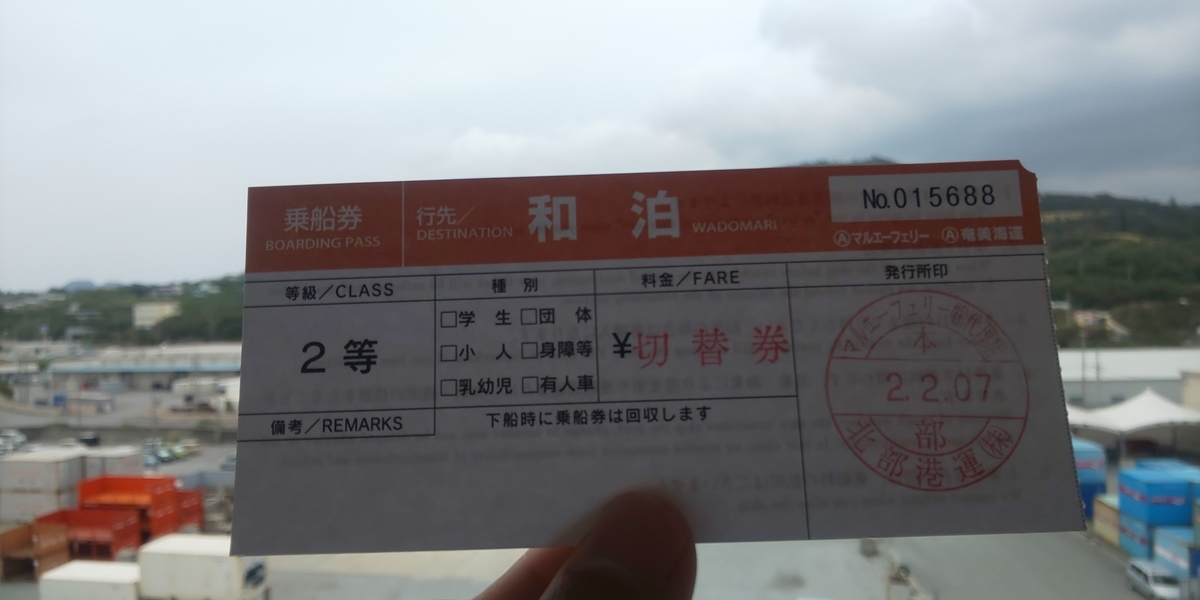 乗船券
BOARDING PASS
行先/
DESTINATION
和 泊
WADOMARI
No.015688
Ⓐマルエーフェリー Ⓐ奄美海運
等級/CLASS
種 別
料金/FARE
発行所印
2等
□学 生 □団 体
□小 人 □身障等
□乳幼児 □有人車
¥切替券
備考/REMARKS
下船時に乗船券は回収します
マルエーフェリー
本
2.2.07
部
北部港運㈱